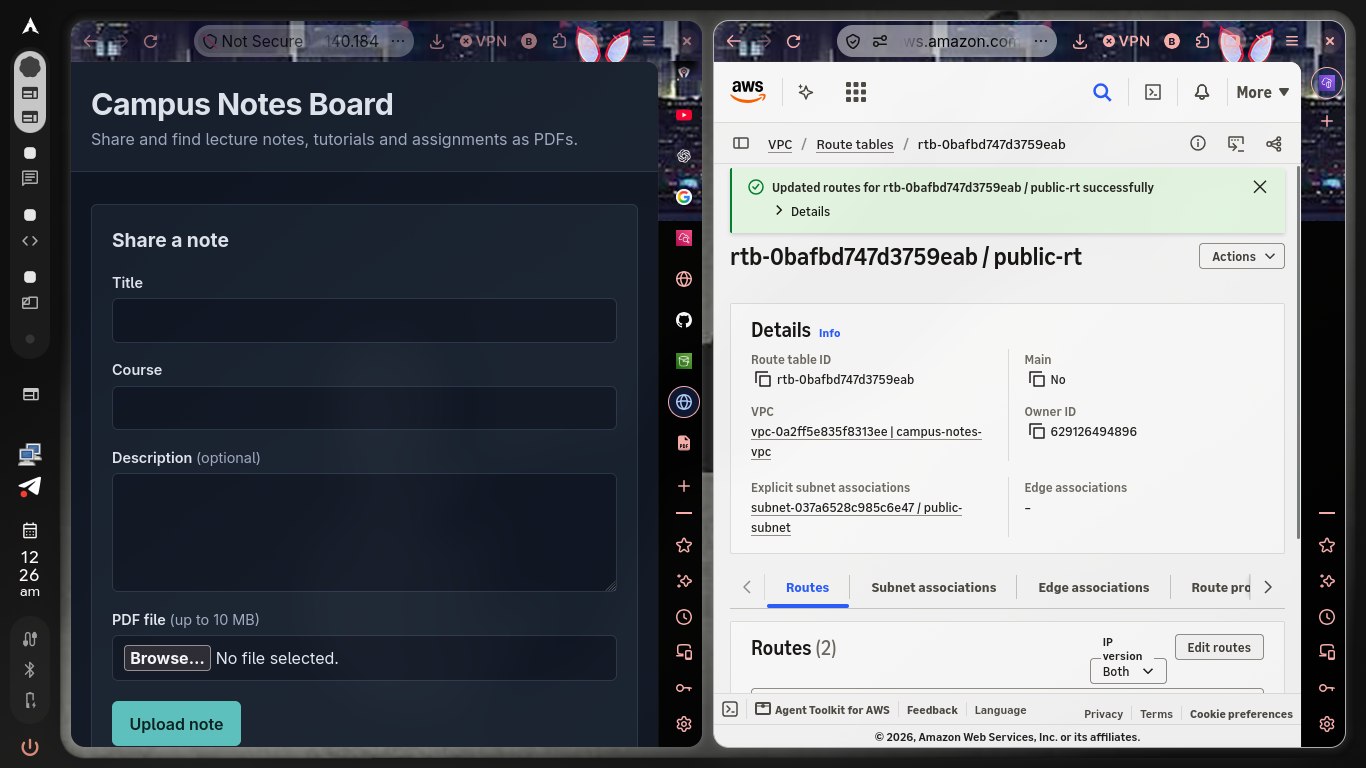 12
26
am
Not Secure
140.184
VPN
B
Campus Notes Board
Share and find lecture notes, tutorials and assignments as PDFs.
Share a note
Title
Course
Description (optional)
PDF file (up to 10 MB)
Browse... No file selected.
Upload note
PDF
ws.amazon.com
VPN
B
aws
More
VPC / Route tables / rtb-0bafbd747d3759eab
Updated routes for rtb-0bafbd747d3759eab / public-rt successfully
Details
rtb-0bafbd747d3759eab / public-rt
Actions
Details Info
Route table ID
rtb-0bafbd747d3759eab
Main
No
VPC
vpc-0a2ff5e835f8313ee | campus-notes-
vpc
Owner ID
629126494896
Explicit subnet associations
subnet-037a6528c985c6e47 / public-
subnet
Edge associations
–
Routes
Subnet associations
Edge associations
Route pro
Routes (2)
IP
version
Both
Edit routes
Agent Toolkit for AWS
Feedback
Language
Privacy
Terms
Cookie preferences
© 2026, Amazon Web Services, Inc. or its affiliates.